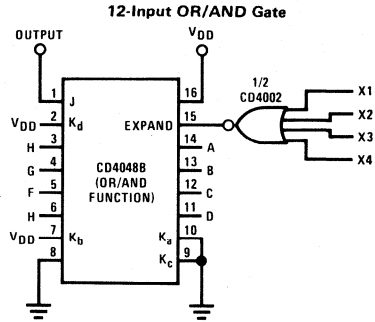 12-Input OR/AND Gate
OUTPUT
VDD
1/2
CD4002
X1
X2
X3
X4
1 J
16
VDD 2 Kd
EXPAND 15
H 3
14 A
G 4
13 B
F 5
12 C
H 6
11 D
VDD 7 Kb
Ka 10
8
Kc 9
CD4048B
(OR/AND
FUNCTION)